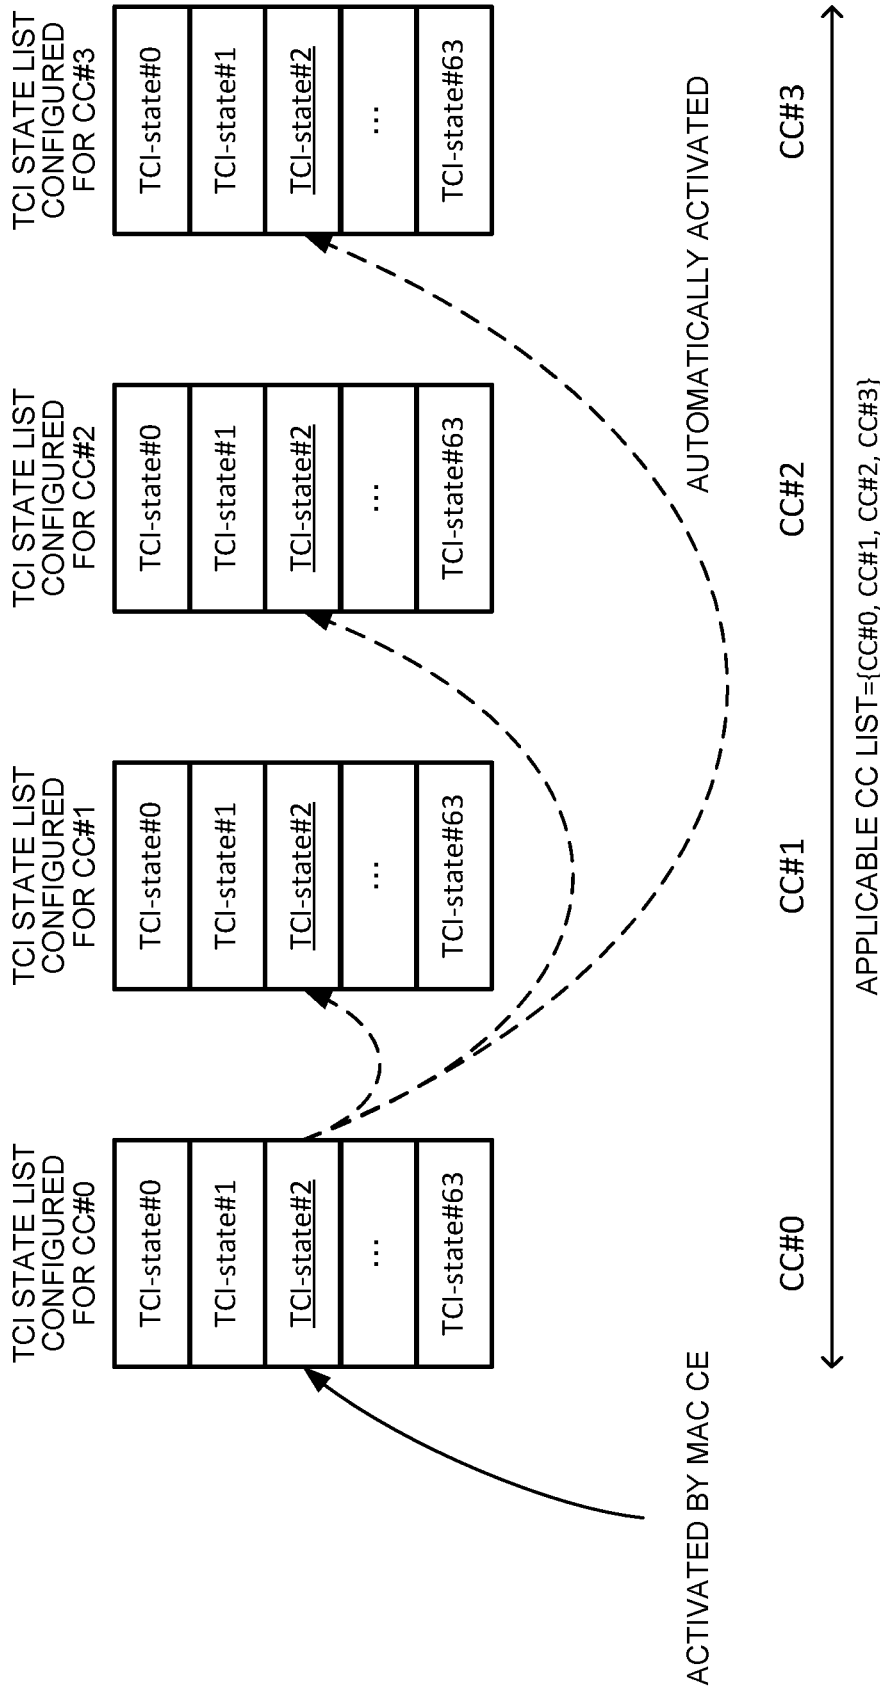 TCI STATE LIST
CONFIGURED
FOR CC#0
TCI-state#0
TCI-state#1
TCI-state#2
...
TCI-state#63
TCI STATE LIST
CONFIGURED
FOR CC#1
TCI-state#0
TCI-state#1
TCI-state#2
...
TCI-state#63
TCI STATE LIST
CONFIGURED
FOR CC#2
TCI-state#0
TCI-state#1
TCI-state#2
...
TCI-state#63
TCI STATE LIST
CONFIGURED
FOR CC#3
TCI-state#0
TCI-state#1
TCI-state#2
...
TCI-state#63
ACTIVATED BY MAC CE
AUTOMATICALLY ACTIVATED
CC#0
CC#1
CC#2
CC#3
APPLICABLE CC LIST={CC#0, CC#1, CC#2, CC#3}